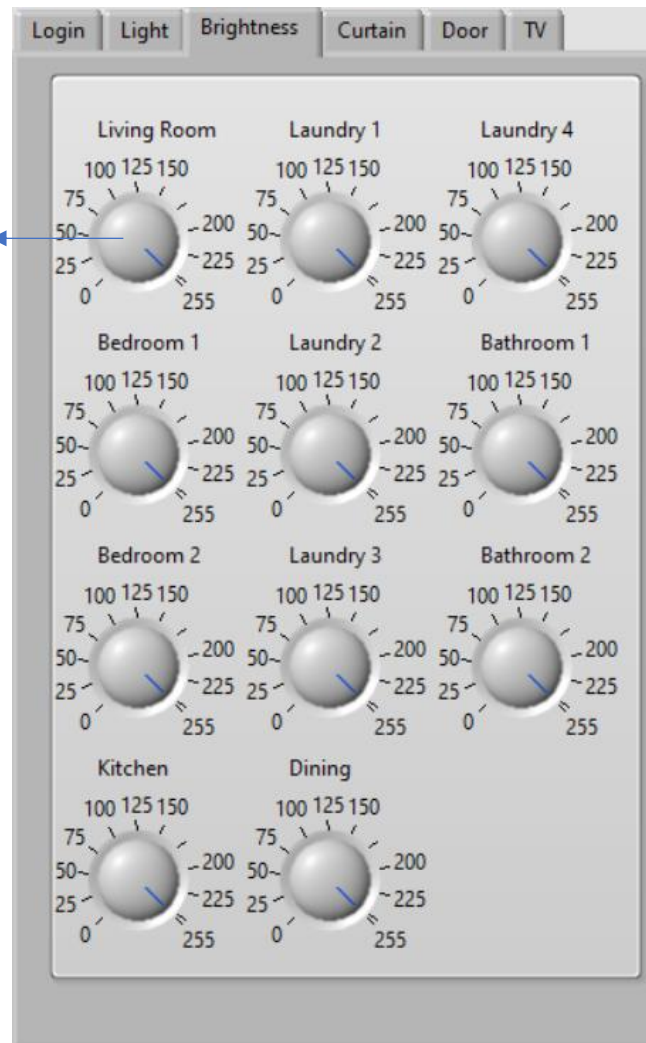 Login Light Brightness Curtain Door TV
Living Room Laundry 1 Laundry 4
100 125 150 100 125 150 100 125 150
75 75 75
50 200 50 200 50 200
25 225 25 225 25 225
0 255 0 255 0 255
Bedroom 1 Laundry 2 Bathroom 1
100 125 150 100 125 150 100 125 150
75 75 75
50 200 50 200 50 200
25 225 25 225 25 225
0 255 0 255 0 255
Bedroom 2 Laundry 3 Bathroom 2
100 125 150 100 125 150 100 125 150
75 75 75
50 200 50 200 50 200
25 225 25 225 25 225
0 255 0 255 0 255
Kitchen Dining
100 125 150 100 125 150
75 75
50 200 50 200
25 225 25 225
0 255 0 255